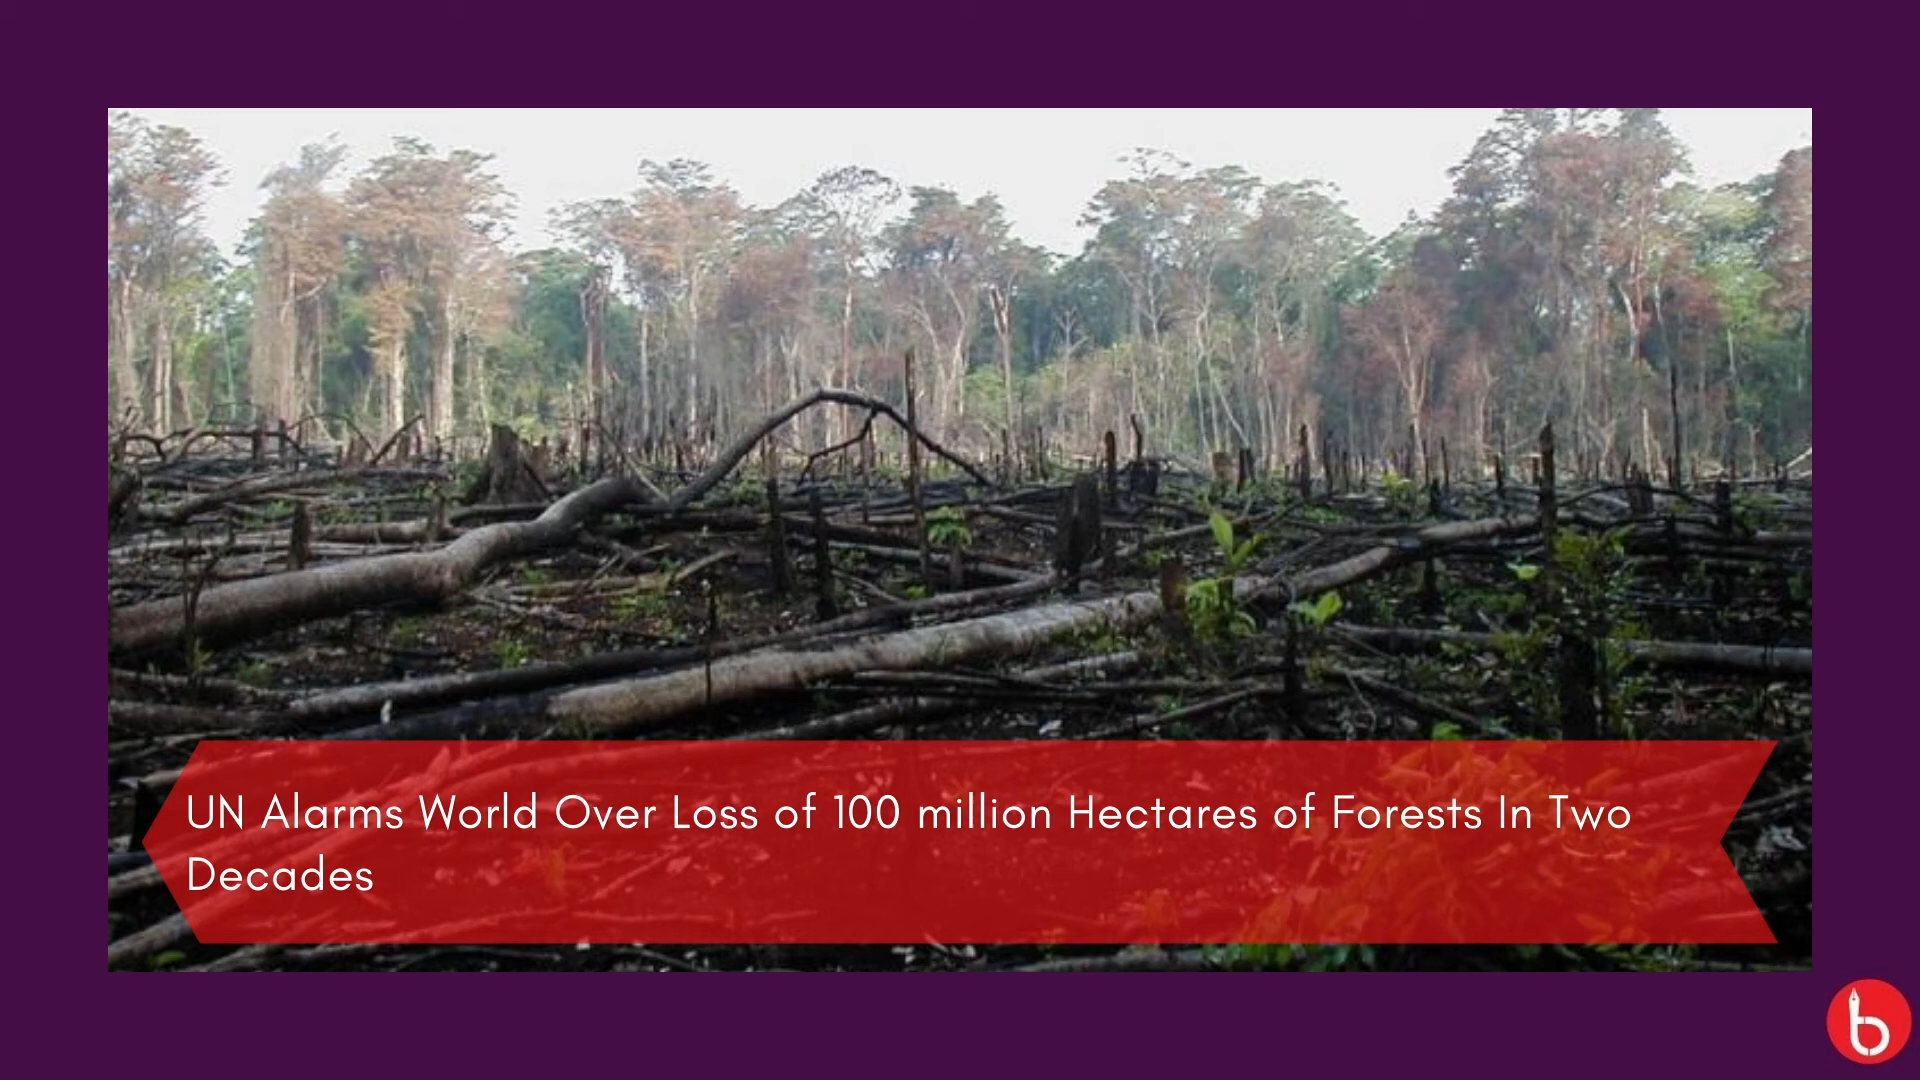 UN Alarms World Over Loss of 100 million Hectares of Forests In Two
Decades